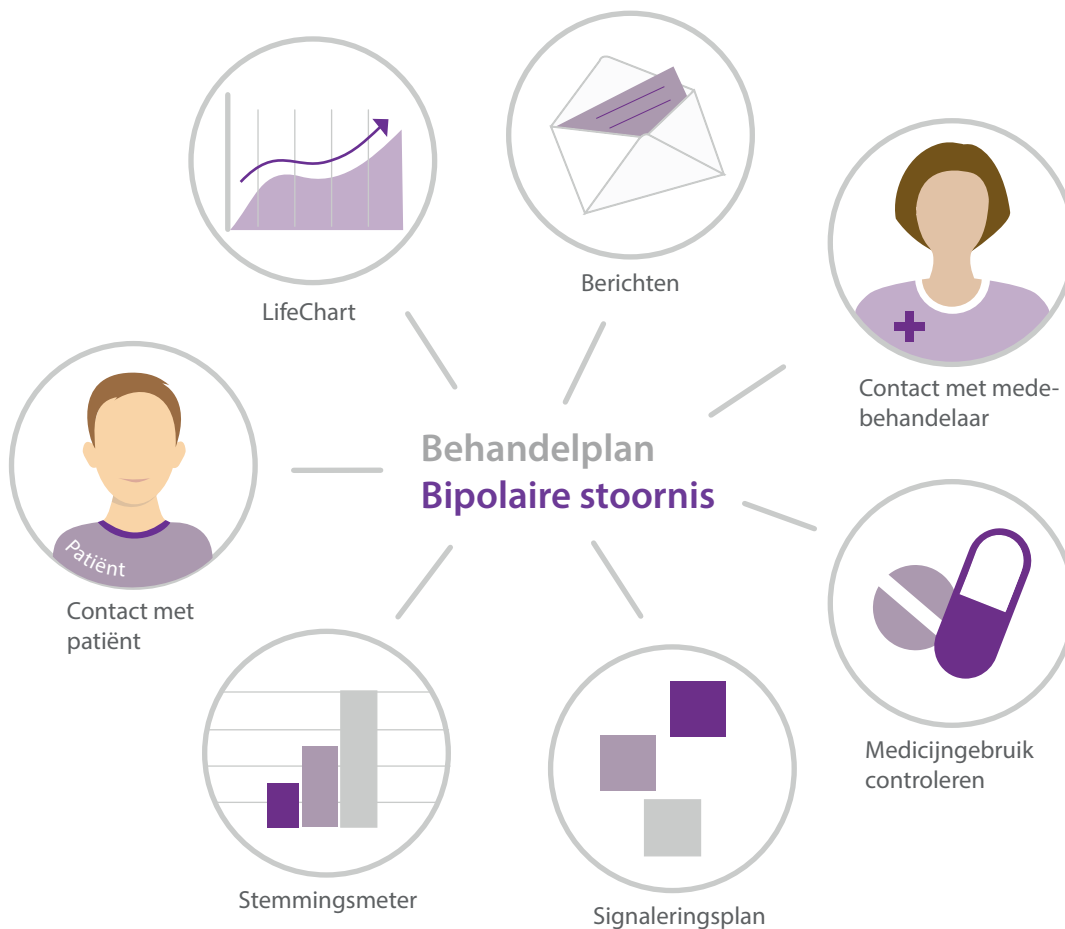 LifeChart
Berichten
Contact met mede-
behandelaar
Behandelplan
Bipolaire stoornis
Patiënt
Contact met
patiënt
Medicijngebruik
controleren
Stemmingsmeter
Signaleringsplan